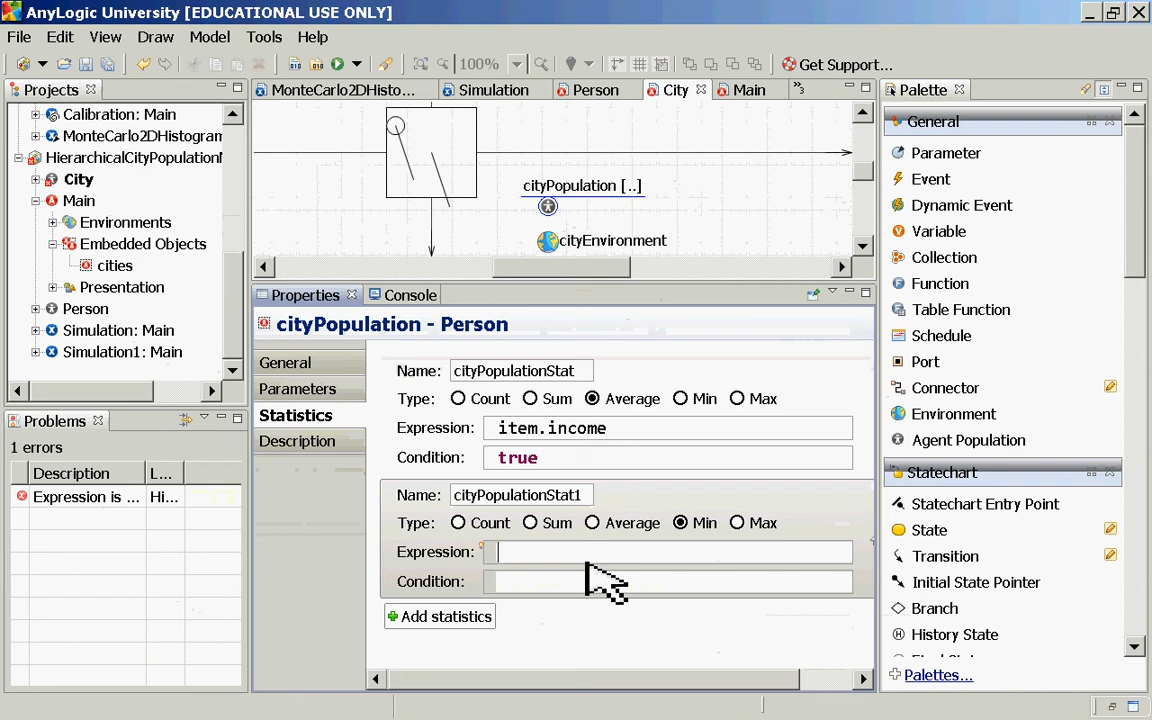 AnyLogic University [EDUCATIONAL USE ONLY]
File Edit View Draw Model Tools Help
100% Get Support...
Projects
Calibration: Main
MonteCarlo2DHistogram
HierarchicalCityPopulation
City
Main
Environments
Embedded Objects
cities
Presentation
Person
Simulation: Main
Simulation1: Main
Problems
1 errors
Description L...
Expression is ... Hi...
MonteCarlo2DHisto... Simulation Person City Main »3
cityPopulation [..]
cityEnvironment
Properties Console
cityPopulation - Person
General
Parameters
Statistics
Description
Name: cityPopulationStat
Type: Count Sum Average Min Max
Expression: item.income
Condition: true
Name: cityPopulationStat1
Type: Count Sum Average Min Max
Expression:
Condition:
Add statistics
Palette
General
Parameter
Event
Dynamic Event
Variable
Collection
Function
Table Function
Schedule
Port
Connector
Environment
Agent Population
Statechart
Statechart Entry Point
State
Transition
Initial State Pointer
Branch
History State
Palettes...